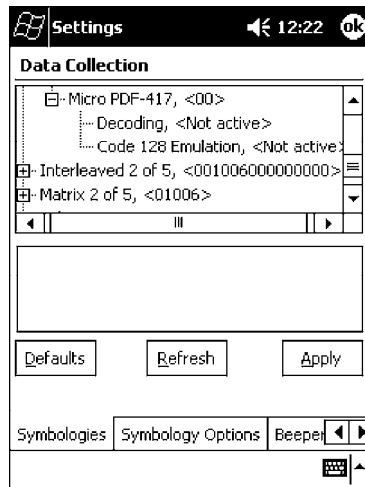 Settings 12:22 ok
Data Collection
Micro PDF-417, <00>
Decoding, <Not active>
Code 128 Emulation, <Not active>
Interleaved 2 of 5, <001006000000000>
Matrix 2 of 5, <01006>
Defaults Refresh Apply
Symbologies Symbology Options Beeper